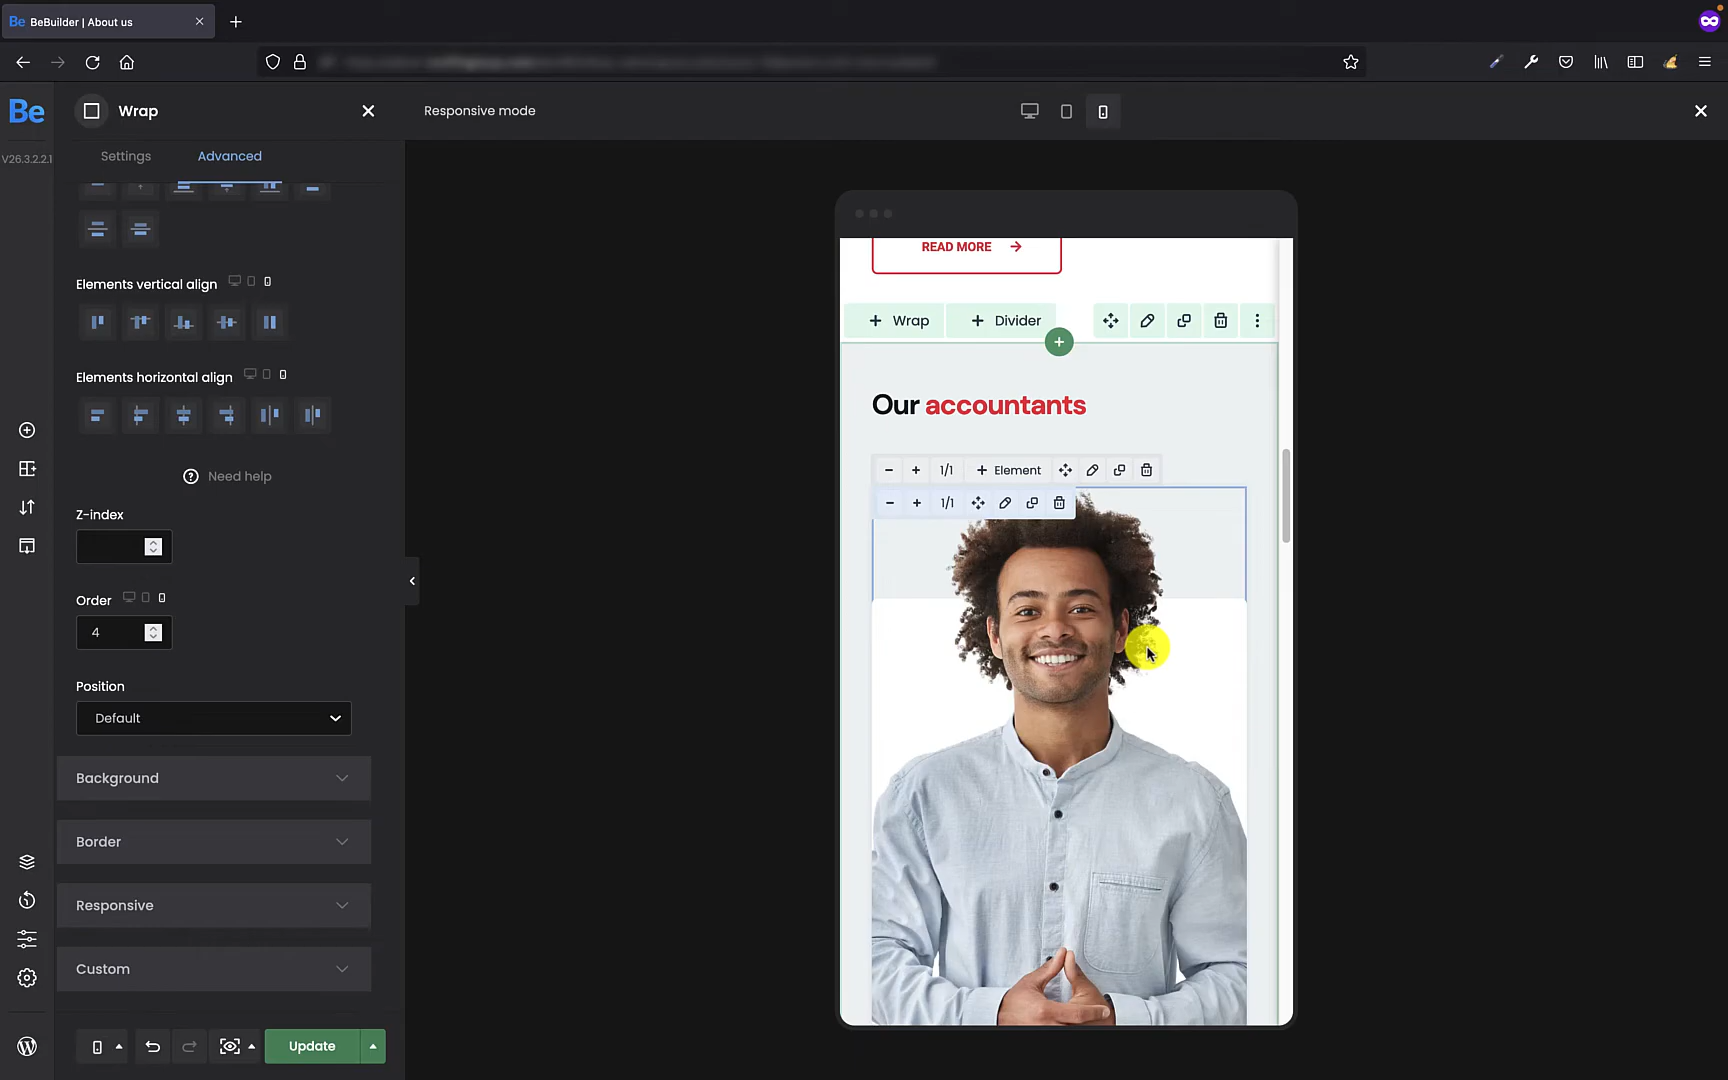 Be BeBuilder | About us
Be
V26.3.2.2.1
Wrap
Responsive mode
Settings
Advanced
Elements vertical align
Elements horizontal align
Need help
Z-index
Order
4
Position
Default
Background
Border
Responsive
Custom
Update
READ MORE
Wrap
Divider
Our accountants
1/1
Element
1/1